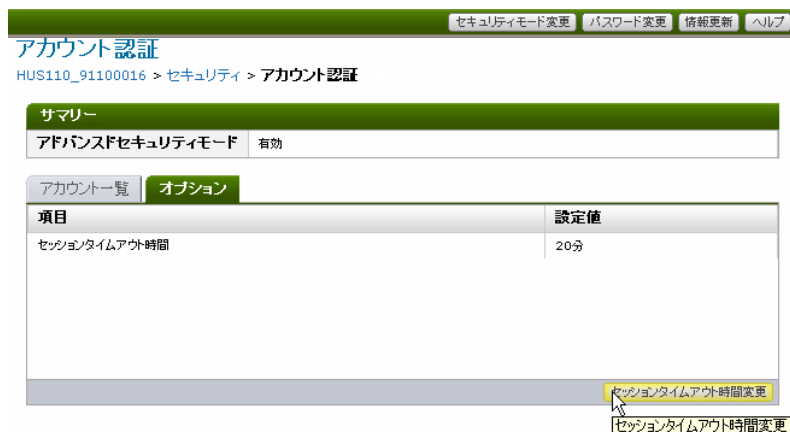 セキュリティモード変更 パスワード変更 情報更新 ヘルプ
アカウント認証
HUS110_91100016 > セキュリティ > アカウント認証
サマリー
アドバンスドセキュリティモード 有効
アカウント一覧 オプション
項目 設定値
セッションタイムアウト時間 20分
セッションタイムアウト時間変更
セッションタイムアウト時間変更